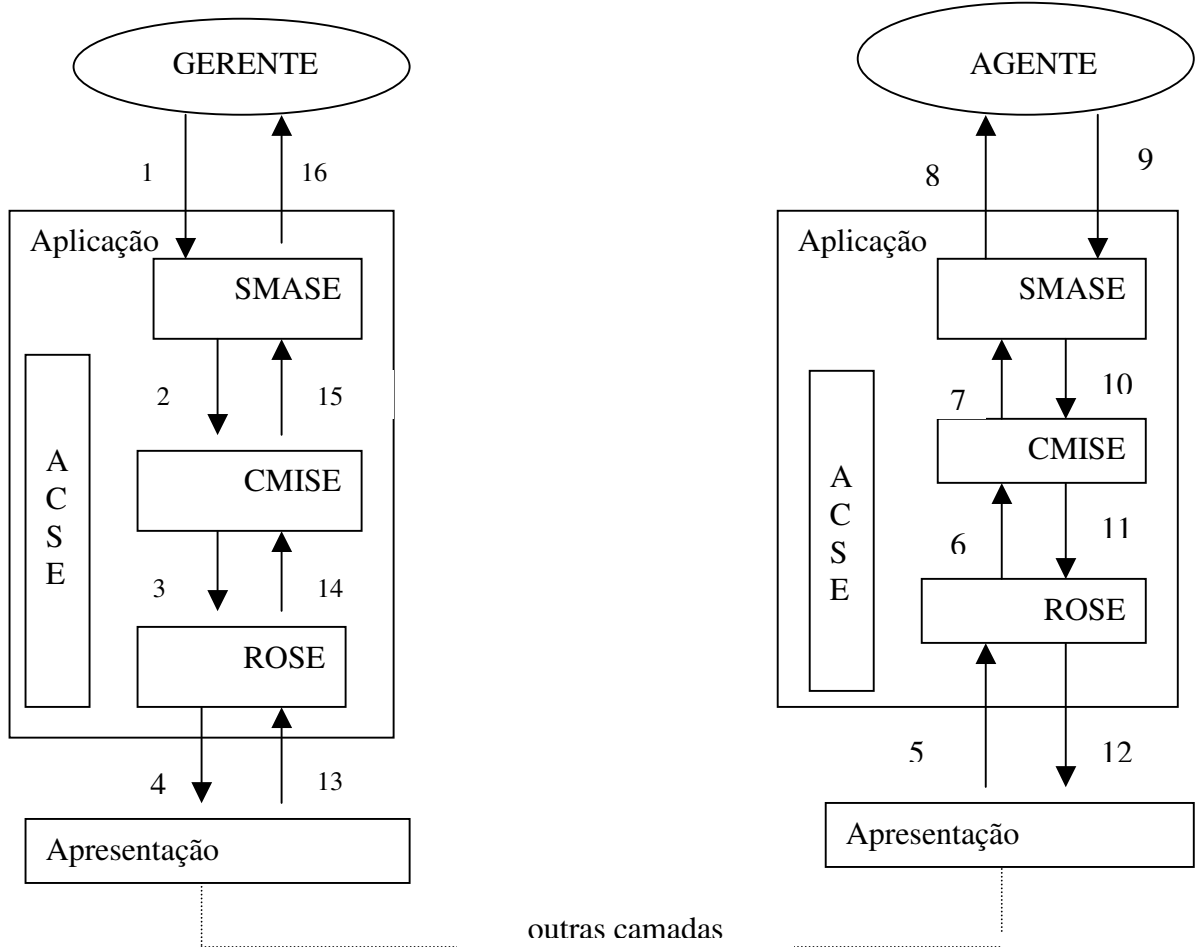 GERENTE
1
16
Aplicação
SMASE
2
15
A
C
S
E
CMISE
3
14
ROSE
4
13
Apresentação
AGENTE
8
9
Aplicação
SMASE
7
10
A
C
S
E
CMISE
6
11
ROSE
5
12
Apresentação
outras camadas